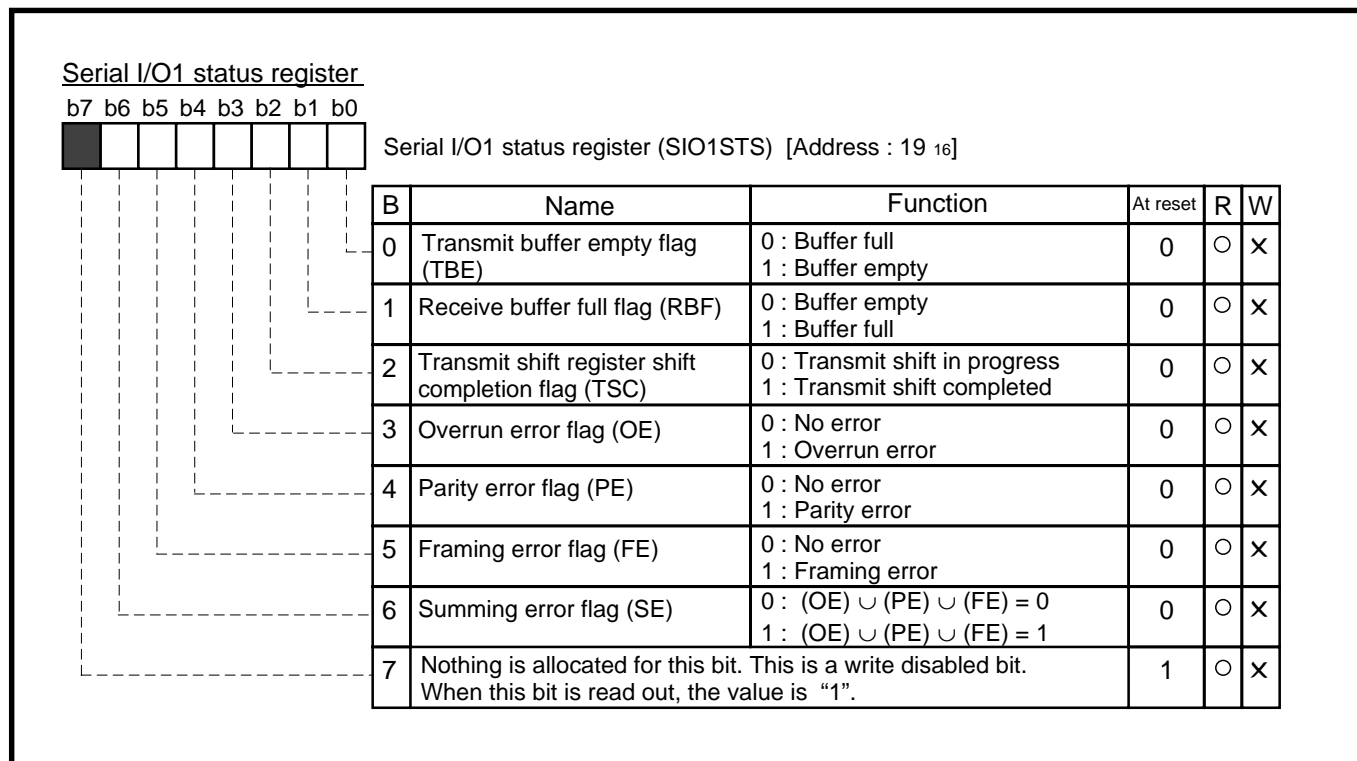 Serial I/O1 status register
b7 b6 b5 b4 b3 b2 b1 b0
Serial I/O1 status register (SIO1STS) [Address : 19 16]
B Name Function At reset R W
0 Transmit buffer empty flag (TBE) 0 : Buffer full 0 ○ ×
1 : Buffer empty
1 Receive buffer full flag (RBF) 0 : Buffer empty 0 ○ ×
1 : Buffer full
2 Transmit shift register shift completion flag (TSC) 0 : Transmit shift in progress 0 ○ ×
1 : Transmit shift completed
3 Overrun error flag (OE) 0 : No error 0 ○ ×
1 : Overrun error
4 Parity error flag (PE) 0 : No error 0 ○ ×
1 : Parity error
5 Framing error flag (FE) 0 : No error 0 ○ ×
1 : Framing error
6 Summing error flag (SE) 0 : (OE) ∪ (PE) ∪ (FE) = 0 0 ○ ×
1 : (OE) ∪ (PE) ∪ (FE) = 1
7 Nothing is allocated for this bit. This is a write disabled bit. 1 ○ ×
When this bit is read out, the value is “1”.